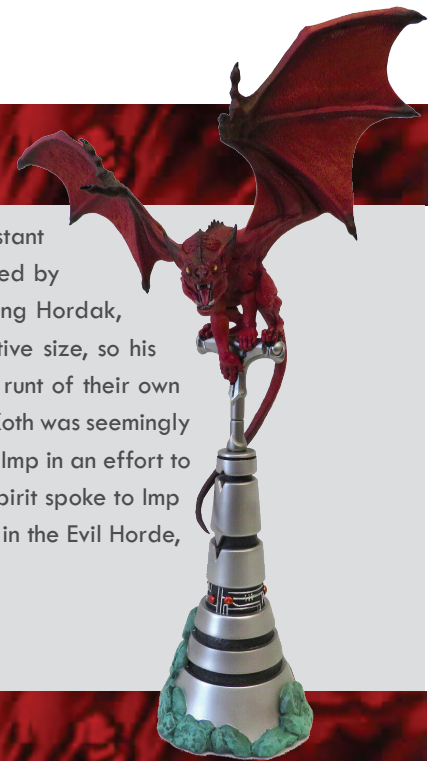 stant
ed by
ng Hordak,
tive size, so his
runt of their own
oth was seemingly
Imp in an effort to
pirit spoke to Imp
in the Evil Horde,